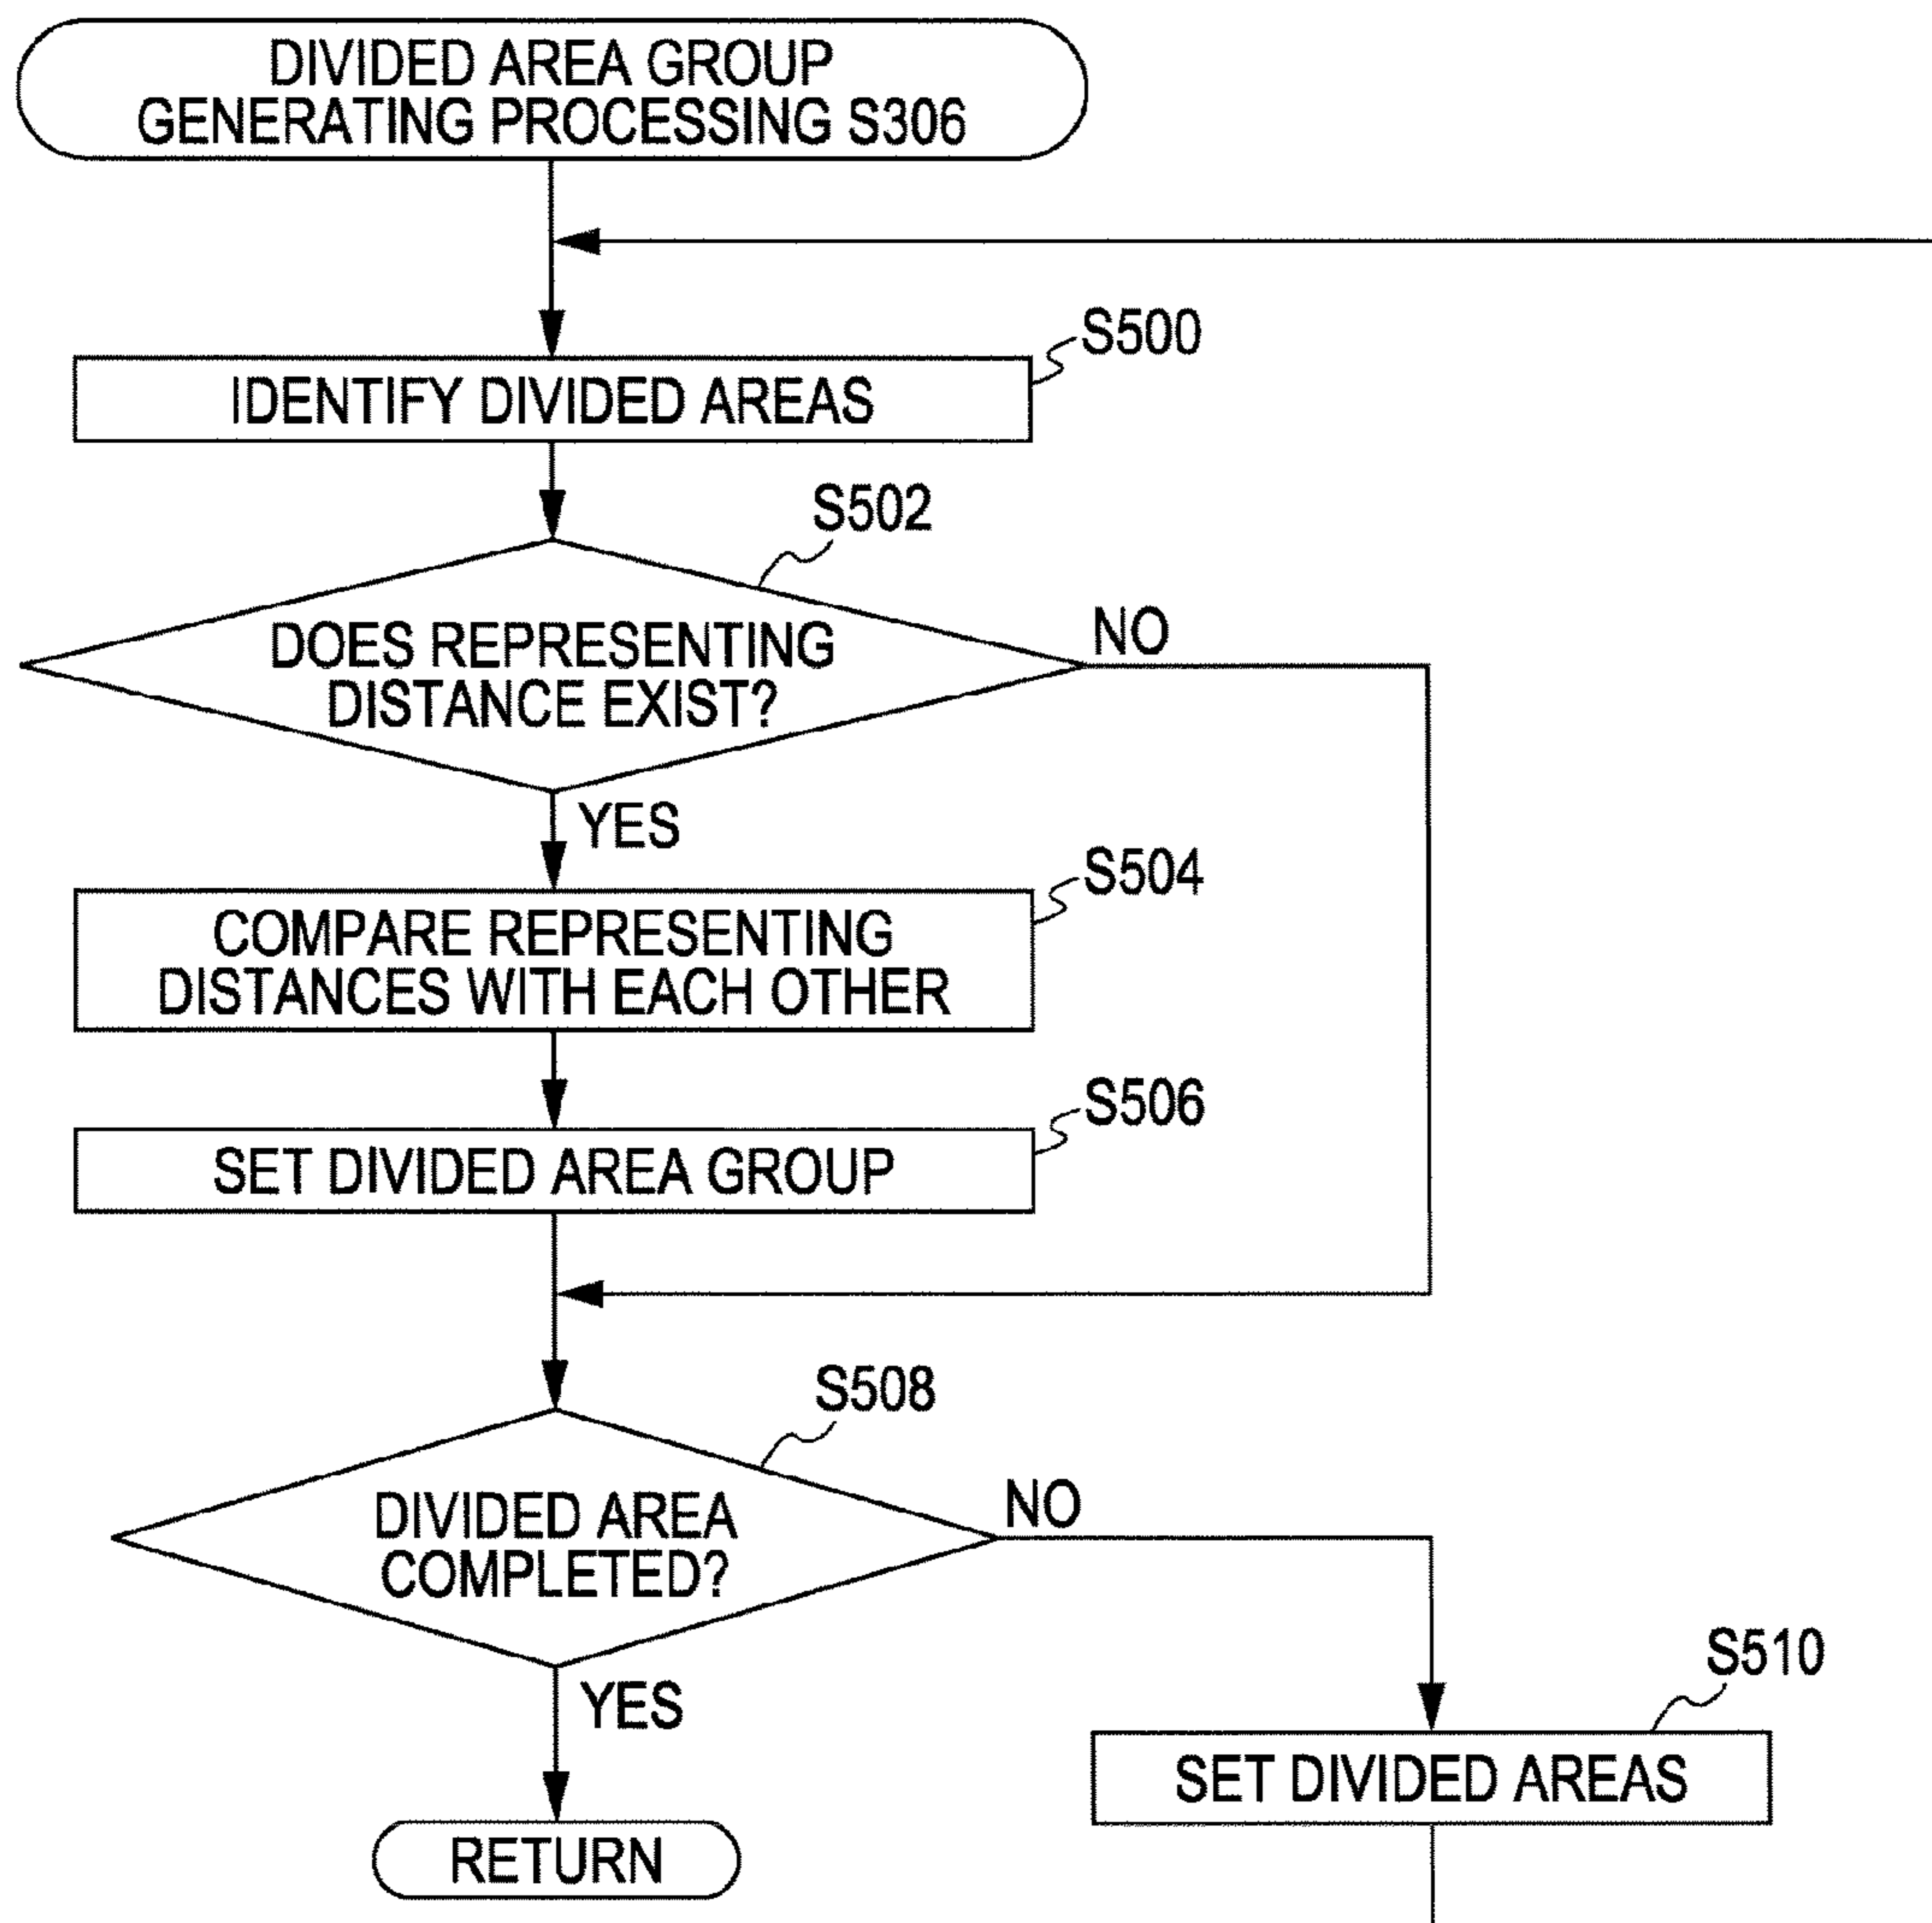 DIVIDED AREA GROUP
GENERATING PROCESSING S306
S500
IDENTIFY DIVIDED AREAS
S502
DOES REPRESENTING
DISTANCE EXIST?
NO
YES
S504
COMPARE REPRESENTING
DISTANCES WITH EACH OTHER
S506
SET DIVIDED AREA GROUP
S508
DIVIDED AREA
COMPLETED?
NO
YES
S510
SET DIVIDED AREAS
RETURN